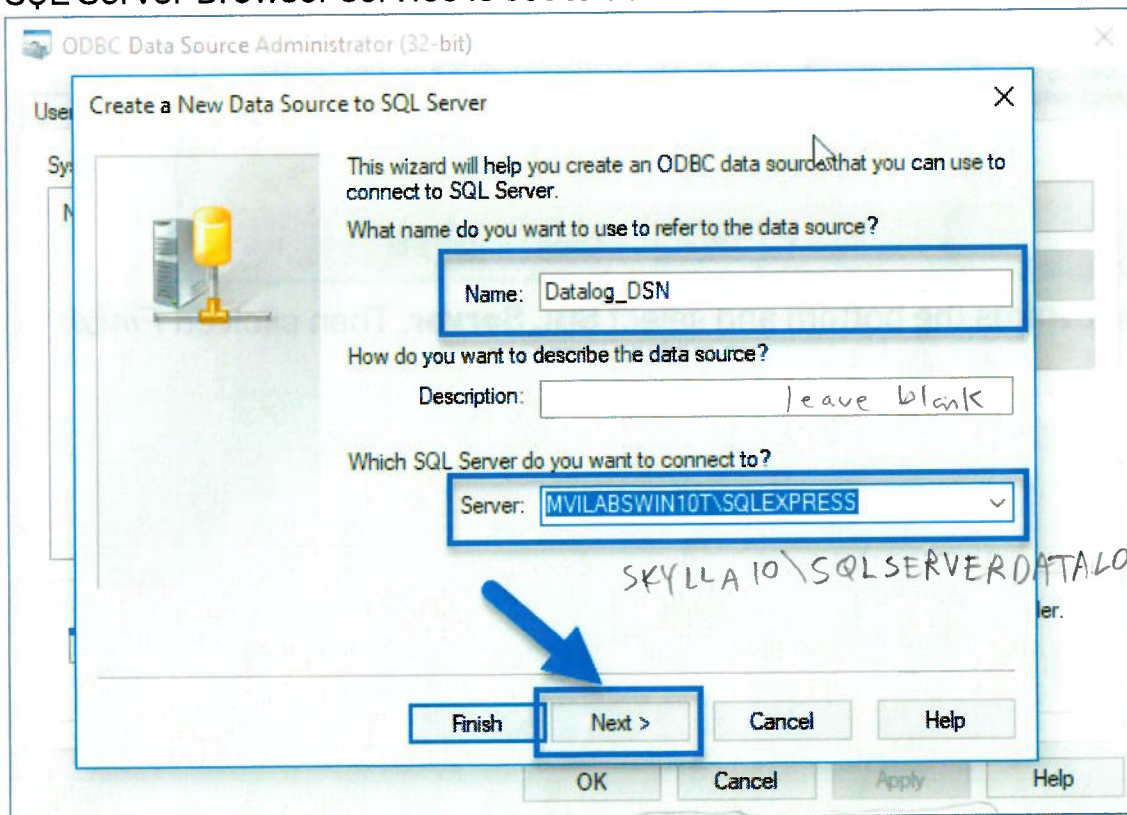 SQL Server Browser Service is set to
ODBC Data Source Administrator (32-bit)
Create a New Data Source to SQL Server
User
Sys
N
This wizard will help you create an ODBC data source that you can use to
connect to SQL Server.
What name do you want to use to refer to the data source?
Name: Datalog_DSN
How do you want to describe the data source?
Description: leave blank
Which SQL Server do you want to connect to?
Server: MVILABSWIN10T\SQLEXPRESS
SKYLLA10\SQLSERVERDATALO
ler.
Finish Next > Cancel Help
OK Cancel Apply Help